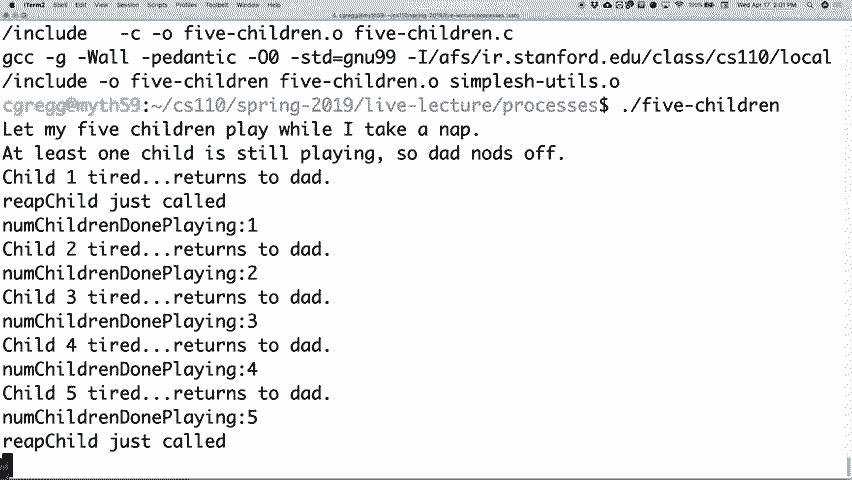 iTerm2 Shell Edit View Session Scripts Profiles Toolbelt Window Help
Wed Apr 17 2:01 PM
/include   -c -o five-children.o five-children.c
gcc -g -Wall -pedantic -O0 -std=gnu99 -I/afs/ir.stanford.edu/class/cs110/local
/include -o five-children five-children.o simplesh-utils.o
cgregg@myth59:~/cs110/spring-2019/live-lecture/processes$ ./five-children
Let my five children play while I take a nap.
At least one child is still playing, so dad nods off.
Child 1 tired...returns to dad.
reapChild just called
numChildrenDonePlaying:1
Child 2 tired...returns to dad.
numChildrenDonePlaying:2
Child 3 tired...returns to dad.
numChildrenDonePlaying:3
Child 4 tired...returns to dad.
numChildrenDonePlaying:4
Child 5 tired...returns to dad.
numChildrenDonePlaying:5
reapChild just called